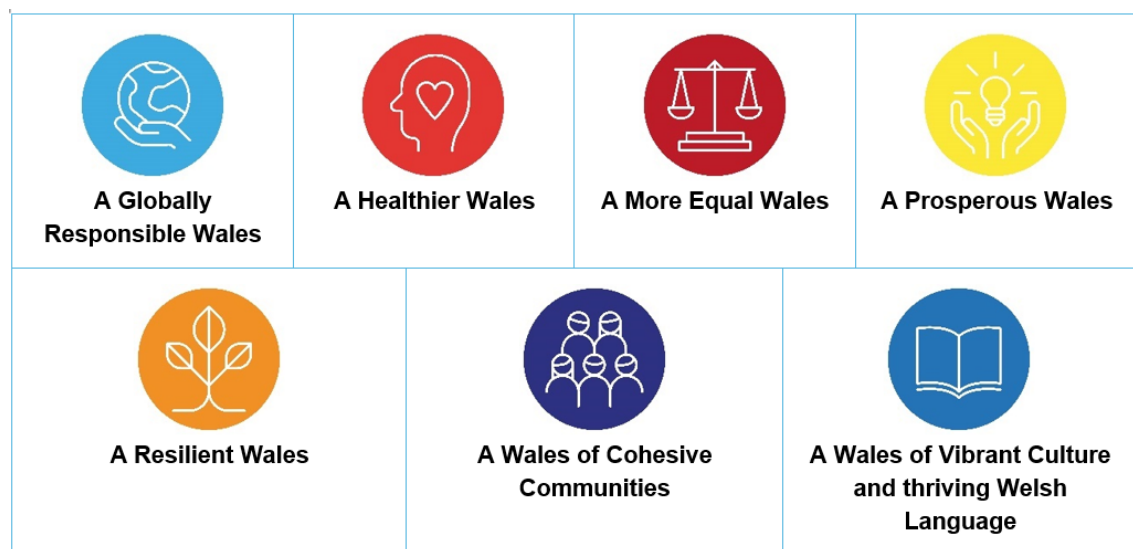 A Globally
Responsible Wales
A Healthier Wales
A More Equal Wales
A Prosperous Wales
A Resilient Wales
A Wales of Cohesive
Communities
A Wales of Vibrant Culture
and thriving Welsh
Language